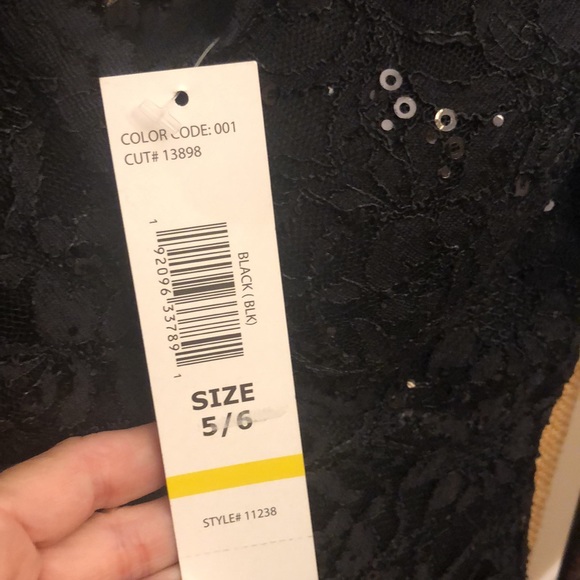 COLOR CODE: 001
CUT# 13898
BLACK ( BLK)
1 92096 33789 1
SIZE
5/6
STYLE# 11238